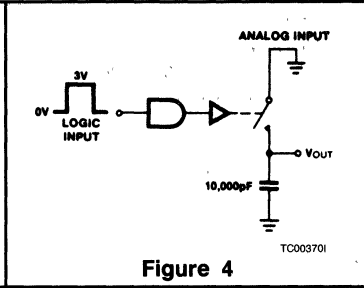 ANALOG INPUT
3V
0V
LOGIC
INPUT
VOUT
10,000pF
TC00370I
Figure 4